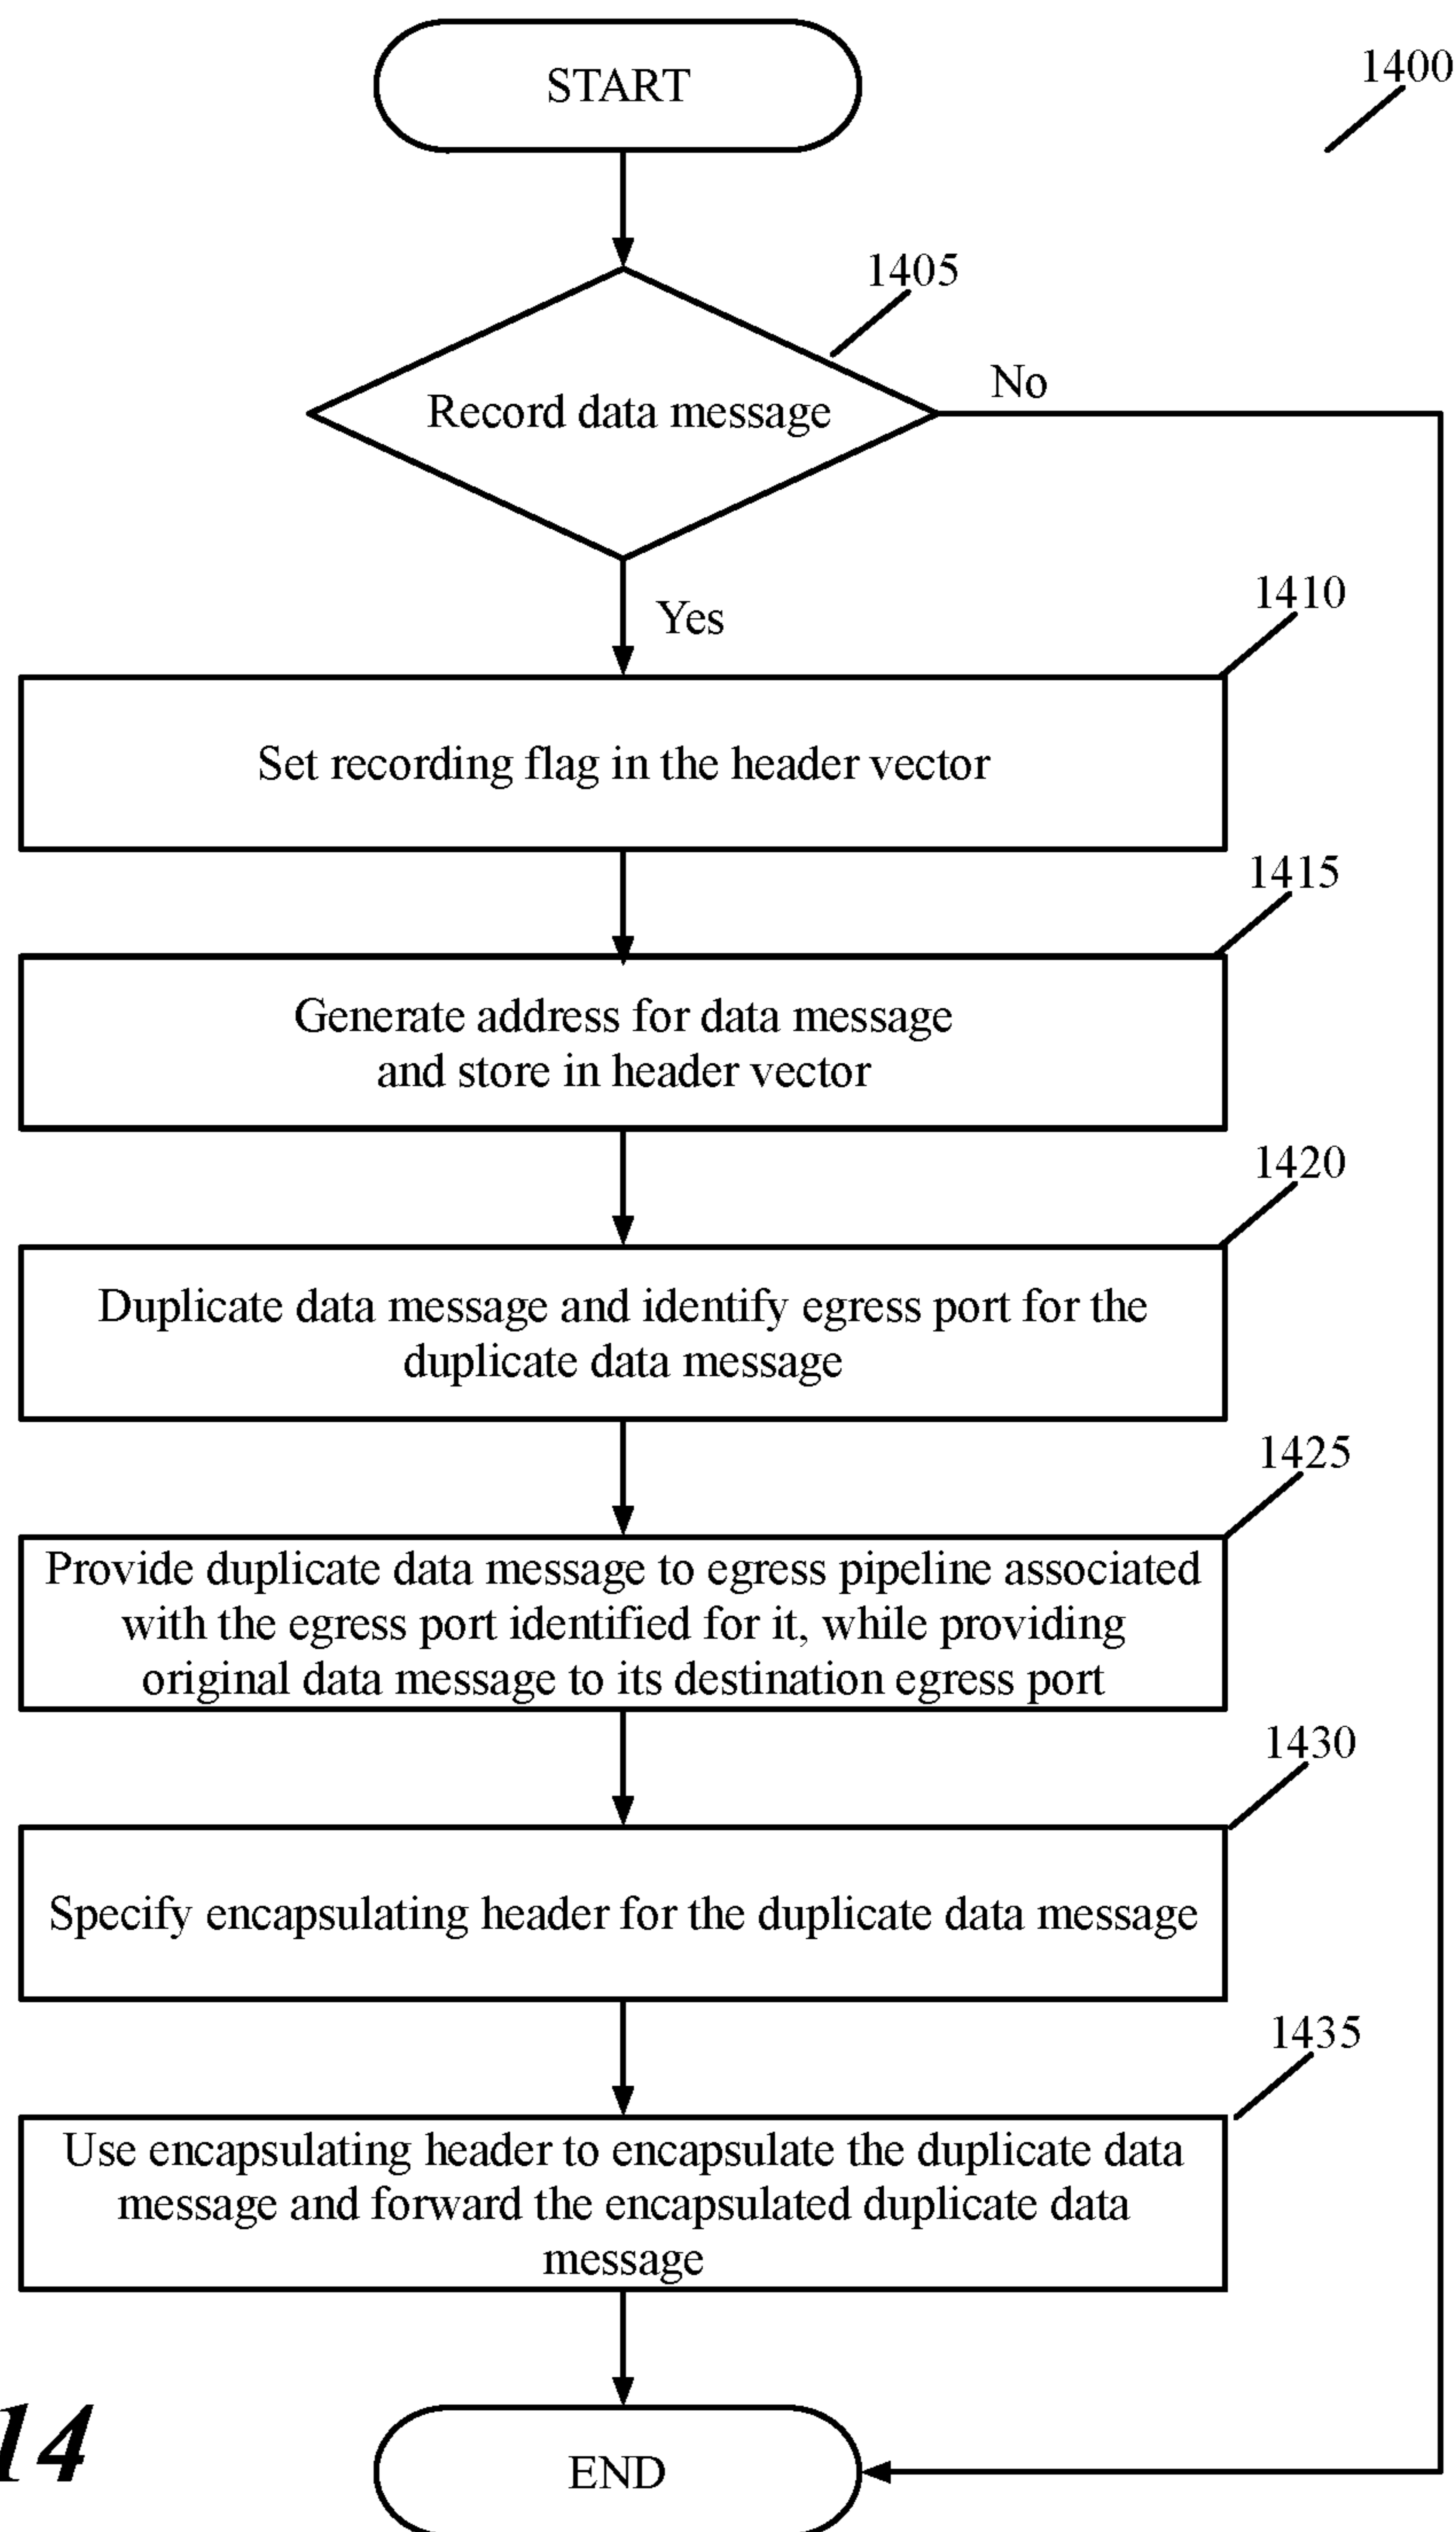 START
1400
1405
Record data message
No
Yes
1410
Set recording flag in the header vector
1415
Generate address for data message
and store in header vector
1420
Duplicate data message and identify egress port for the
duplicate data message
1425
Provide duplicate data message to egress pipeline associated
with the egress port identified for it, while providing
original data message to its destination egress port
1430
Specify encapsulating header for the duplicate data message
1435
Use encapsulating header to encapsulate the duplicate data
message and forward the encapsulated duplicate data
message
14
END